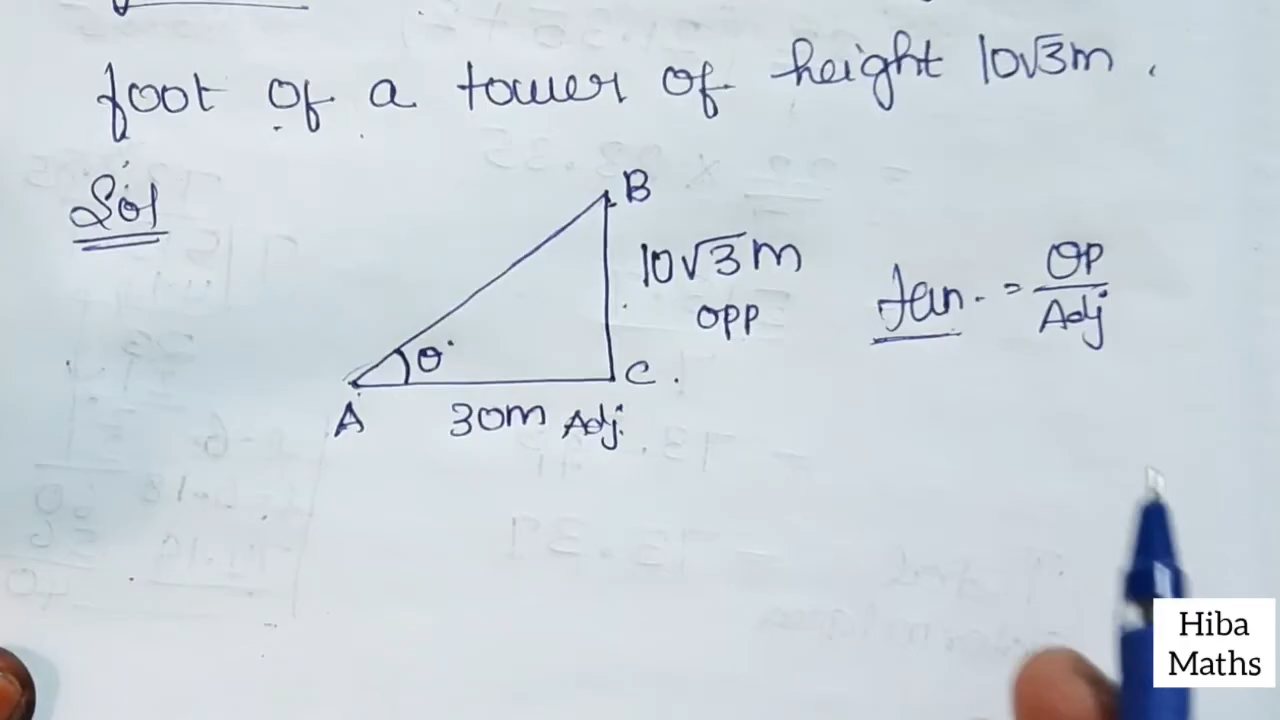 foot of a tower of height 10√3m.
Sol
B
10√3m
opp
tan = OP/Adj
θ
C.
A
30m Adj.
Hiba
Maths